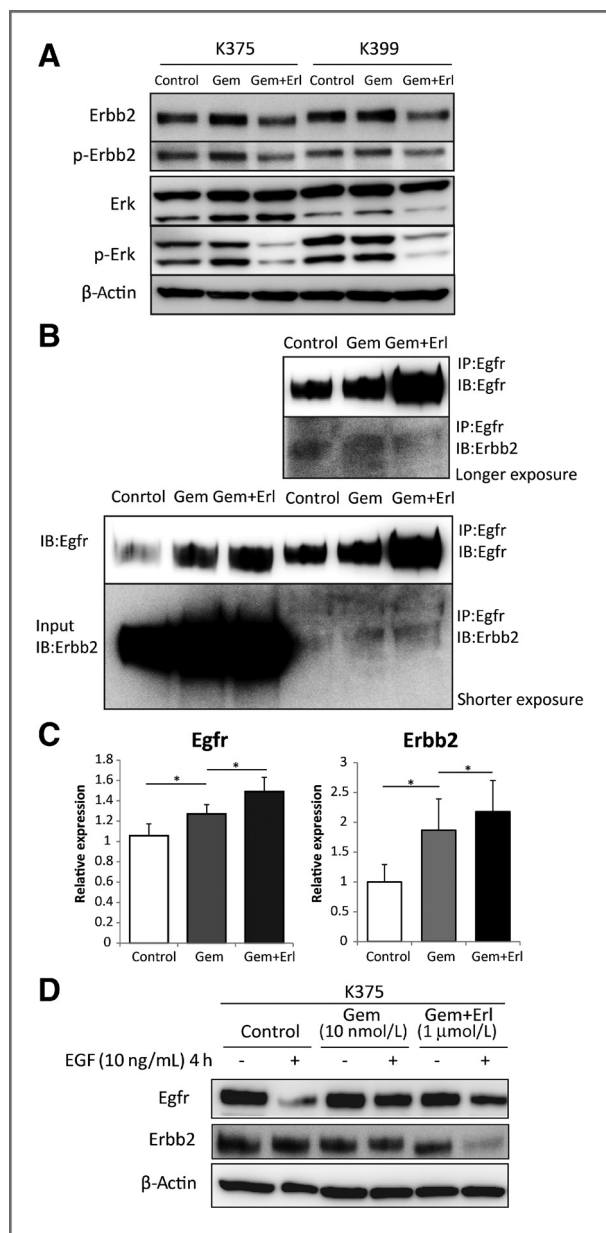 A
K375 K399
Control Gem Gem+Erl Control Gem Gem+Erl
Erbb2
p-Erbb2
Erk
p-Erk
β-Actin
B
Control Gem Gem+Erl
IP:Egfr
IB:Egfr
IP:Egfr
IB:Erbb2
Longer exposure
Conrtol Gem Gem+Erl Control Gem Gem+Erl
IB:Egfr
IP:Egfr
IB:Egfr
Input
IB:Erbb2
IP:Egfr
IB:Erbb2
Shorter exposure
C
Egfr
Relative expression
1.8
1.6
1.4
1.2
1
0.8
0.6
0.4
0.2
0
* *
Control Gem Gem+Erl
Erbb2
Relative expression
3
2.5
2
1.5
1
0.5
0
* *
Control Gem Gem+Erl
D
K375
Control Gem (10 nmol/L) Gem+Erl (1 μmol/L)
EGF (10 ng/mL) 4 h - + - + - +
Egfr
Erbb2
β-Actin